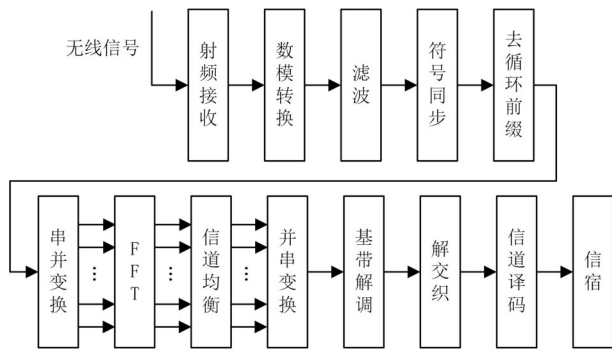 无线信号
射频接收
数模转换
滤波
符号同步
去循环前缀
串并变换
FFT
信道均衡
并串变换
基带解调
解交织
信道译码
信宿